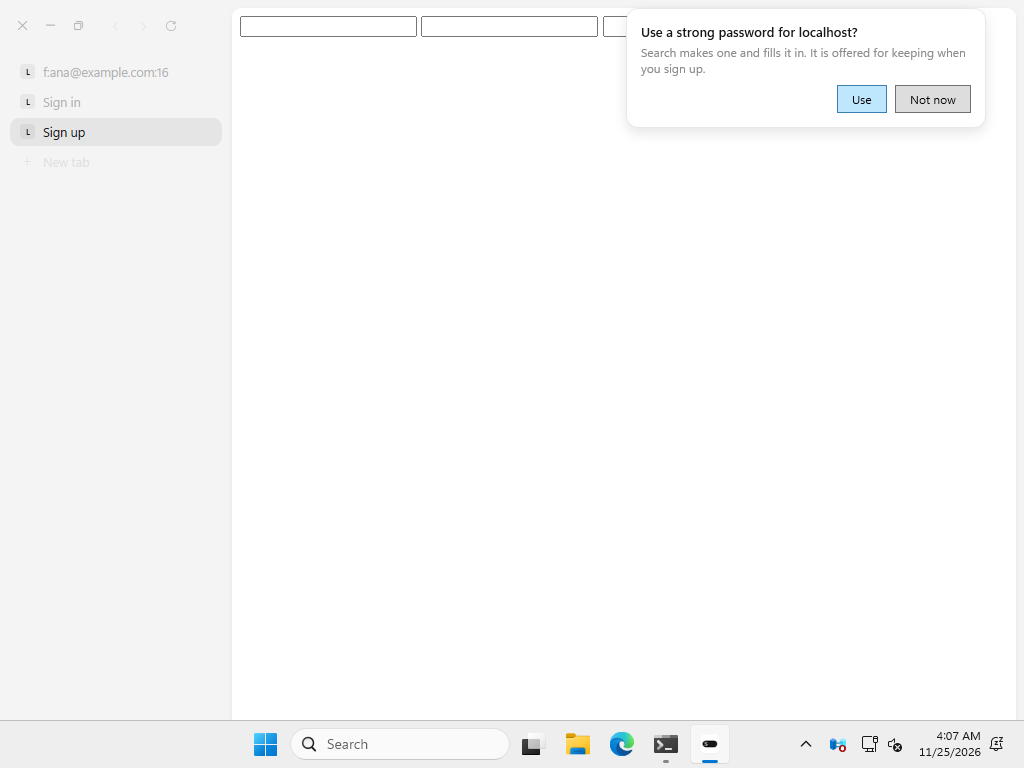 L f:ana@example.com:16
L Sign in
L Sign up
+ New tab
Use a strong password for localhost?
Search makes one and fills it in. It is offered for keeping when
you sign up.
Use
Not now
Search
4:07 AM
11/25/2026